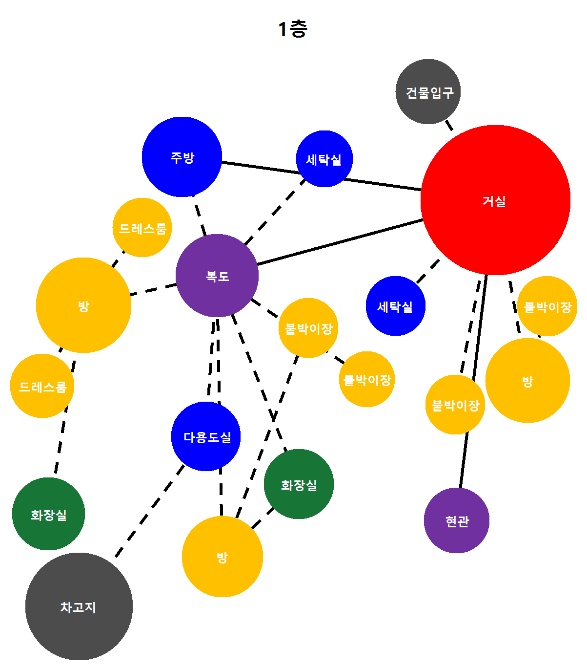 1층
건물입구
주방
세탁실
거실
드레스룸
복도
방
세탁실
붙박이장
붙박이장
드레스룸
붙박이장
방
붙박이장
다용도실
화장실
화장실
현관
방
차고지